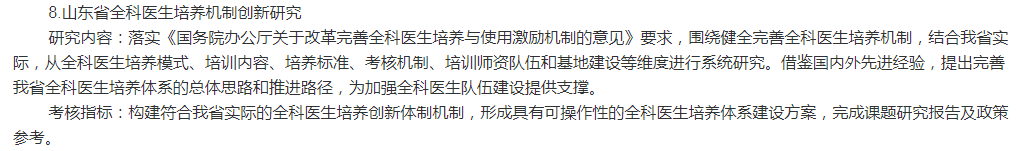 8.山东省全科医生培养机制创新研究
研究内容：落实《国务院办公厅关于改革完善全科医生培养与使用激励机制的意见》要求，围绕健全完善全科医生培养机制，结合我省实
际，从全科医生培养模式、培训内容、培养标准、考核机制、培训师资队伍和基地建设等维度进行系统研究。借鉴国内外先进经验，提出完善
我省全科医生培养体系的总体思路和推进路径，为加强全科医生队伍建设提供支撑。
考核指标：构建符合我省实际的全科医生培养创新体制机制，形成具有可操作性的全科医生培养体系建设方案，完成课题研究报告及政策
参考。